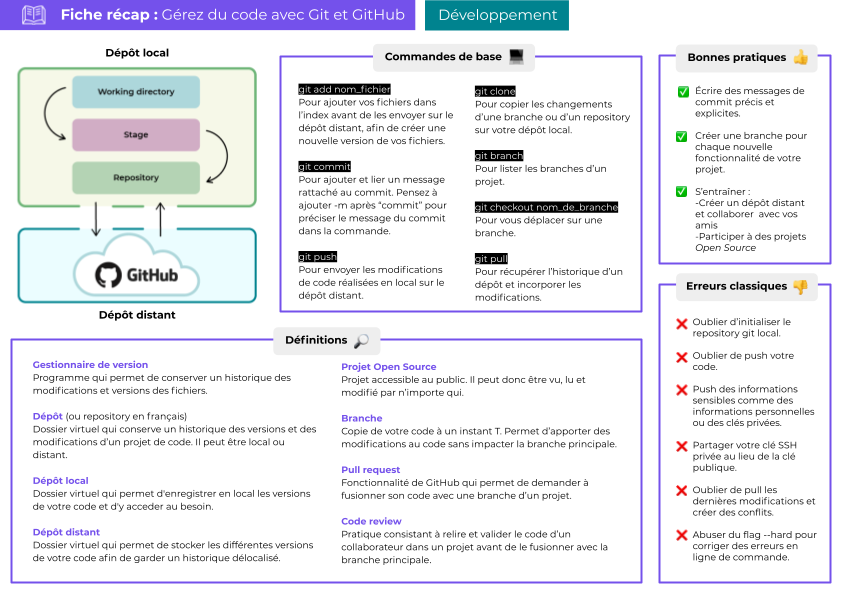 Fiche récap : Gérez du code avec Git et GitHub
Développement
Dépôt local
Working directory
Stage
Repository
GitHub
Dépôt distant
Commandes de base
git add nom_fichier
Pour ajouter vos fichiers dans
l'index avant de les envoyer sur le
dépôt distant, afin de créer une
nouvelle version de vos fichiers.
git commit
Pour ajouter et lier un message
rattaché au commit. Pensez à
ajouter -m après “commit” pour
préciser le message du commit
dans la commande.
git push
Pour envoyer les modifications
de code réalisées en local sur le
dépôt distant.
git clone
Pour copier les changements
d'une branche ou d'un repository
sur votre dépôt local.
git branch
Pour lister les branches d'un
projet.
git checkout nom_de_branche
Pour vous déplacer sur une
branche.
git pull
Pour récupérer l'historique d'un
dépôt et incorporer les
modifications.
Bonnes pratiques
Écrire des messages de
commit précis et
explicites.
Créer une branche pour
chaque nouvelle
fonctionnalité de votre
projet.
S'entraîner :
-Créer un dépôt distant
et collaborer avec vos
amis
-Participer à des projets
Open Source
Erreurs classiques
Oublier d'initialiser le
repository git local.
Oublier de push votre
code.
Push des informations
sensibles comme des
informations personnelles
ou des clés privées.
Partager votre clé SSH
privée au lieu de la clé
publique.
Oublier de pull les
dernières modifications et
créer des conflits.
Abuser du flag --hard pour
corriger des erreurs en
ligne de commande.
Définitions
Gestionnaire de version
Programme qui permet de conserver un historique des
modifications et versions des fichiers.
Dépôt (ou repository en français)
Dossier virtuel qui conserve un historique des versions et des
modifications d'un projet de code. Il peut être local ou
distant.
Dépôt local
Dossier virtuel qui permet d'enregistrer en local les versions
de votre code et d'y acceder au besoin.
Dépôt distant
Dossier virtuel qui permet de stocker les différentes versions
de votre code afin de garder un historique délocalisé.
Projet Open Source
Projet accessible au public. Il peut donc être vu, lu et
modifié par n'importe qui.
Branche
Copie de votre code à un instant T. Permet d'apporter des
modifications au code sans impacter la branche principale.
Pull request
Fonctionnalité de GitHub qui permet de demander à
fusionner son code avec une branche d'un projet.
Code review
Pratique consistant à relire et valider le code d'un
collaborateur dans un projet avant de le fusionner avec la
branche principale.